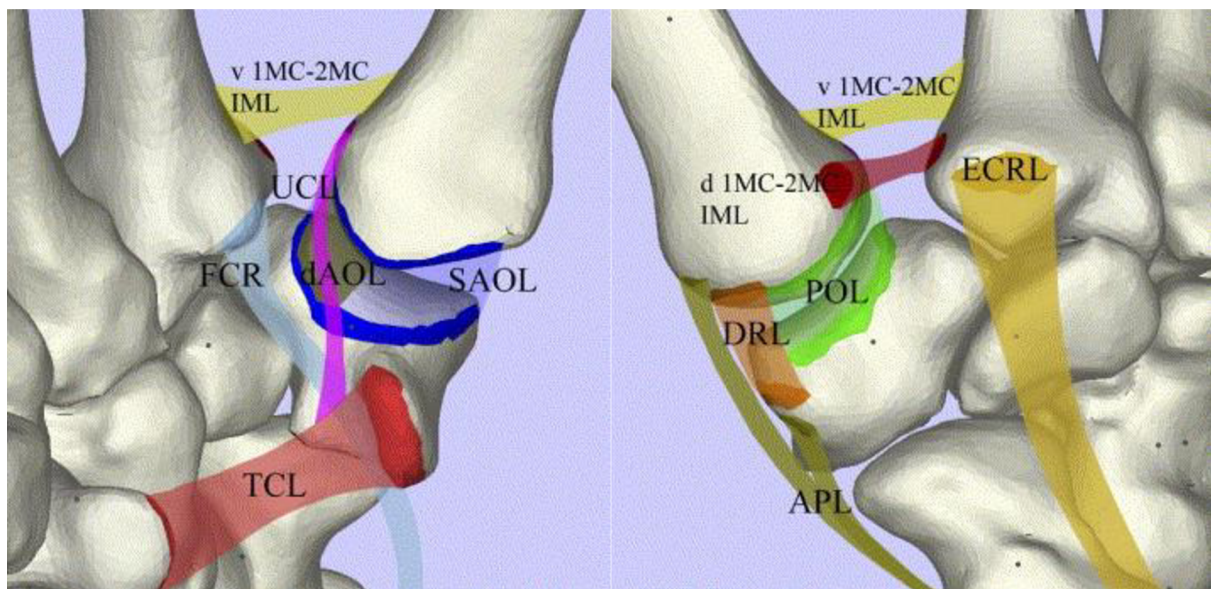 v 1MC-2MC
IML
UCL
FCR
dAOL
SAOL
TCL
v 1MC-2MC
IML
d 1MC-2MC
IML
ECRL
POL
DRL
APL